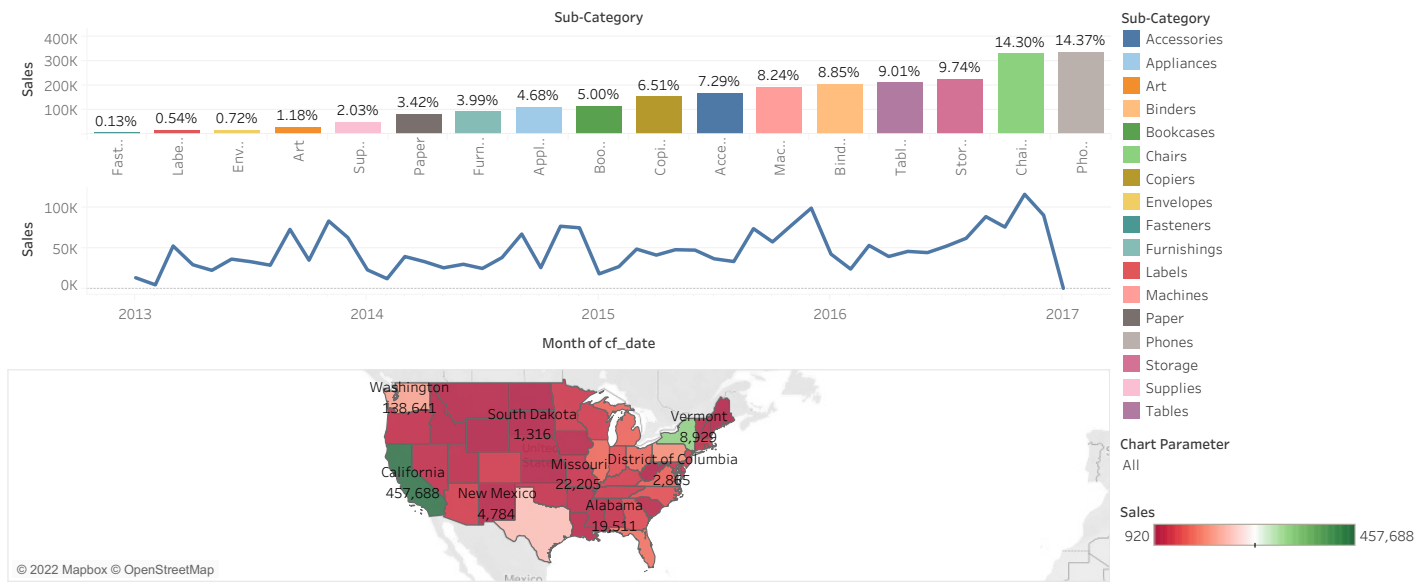 Sub-Category
Sales
400K
300K
200K
100K
0.13%
0.54%
0.72%
1.18%
2.03%
3.42%
3.99%
4.68%
5.00%
6.51%
7.29%
8.24%
8.85%
9.01%
9.74%
14.30%
14.37%
Fast..
Labe..
Env..
Art
Sup..
Paper
Furn..
Appl..
Boo..
Copi..
Acce..
Mac..
Bind..
Tabl..
Stor..
Chai..
Pho..
Sales
100K
50K
0K
2013
2014
2015
2016
2017
Month of cf_date
Washington
138,641
South Dakota
1,316
Vermont
8,929
United
States
California
457,688
Missouri
22,205
District of Columbia
2,865
New Mexico
4,784
Alabama
19,511
Mexico
© 2022 Mapbox © OpenStreetMap
Sub-Category
Accessories
Appliances
Art
Binders
Bookcases
Chairs
Copiers
Envelopes
Fasteners
Furnishings
Labels
Machines
Paper
Phones
Storage
Supplies
Tables
Chart Parameter
All
Sales
920
457,688